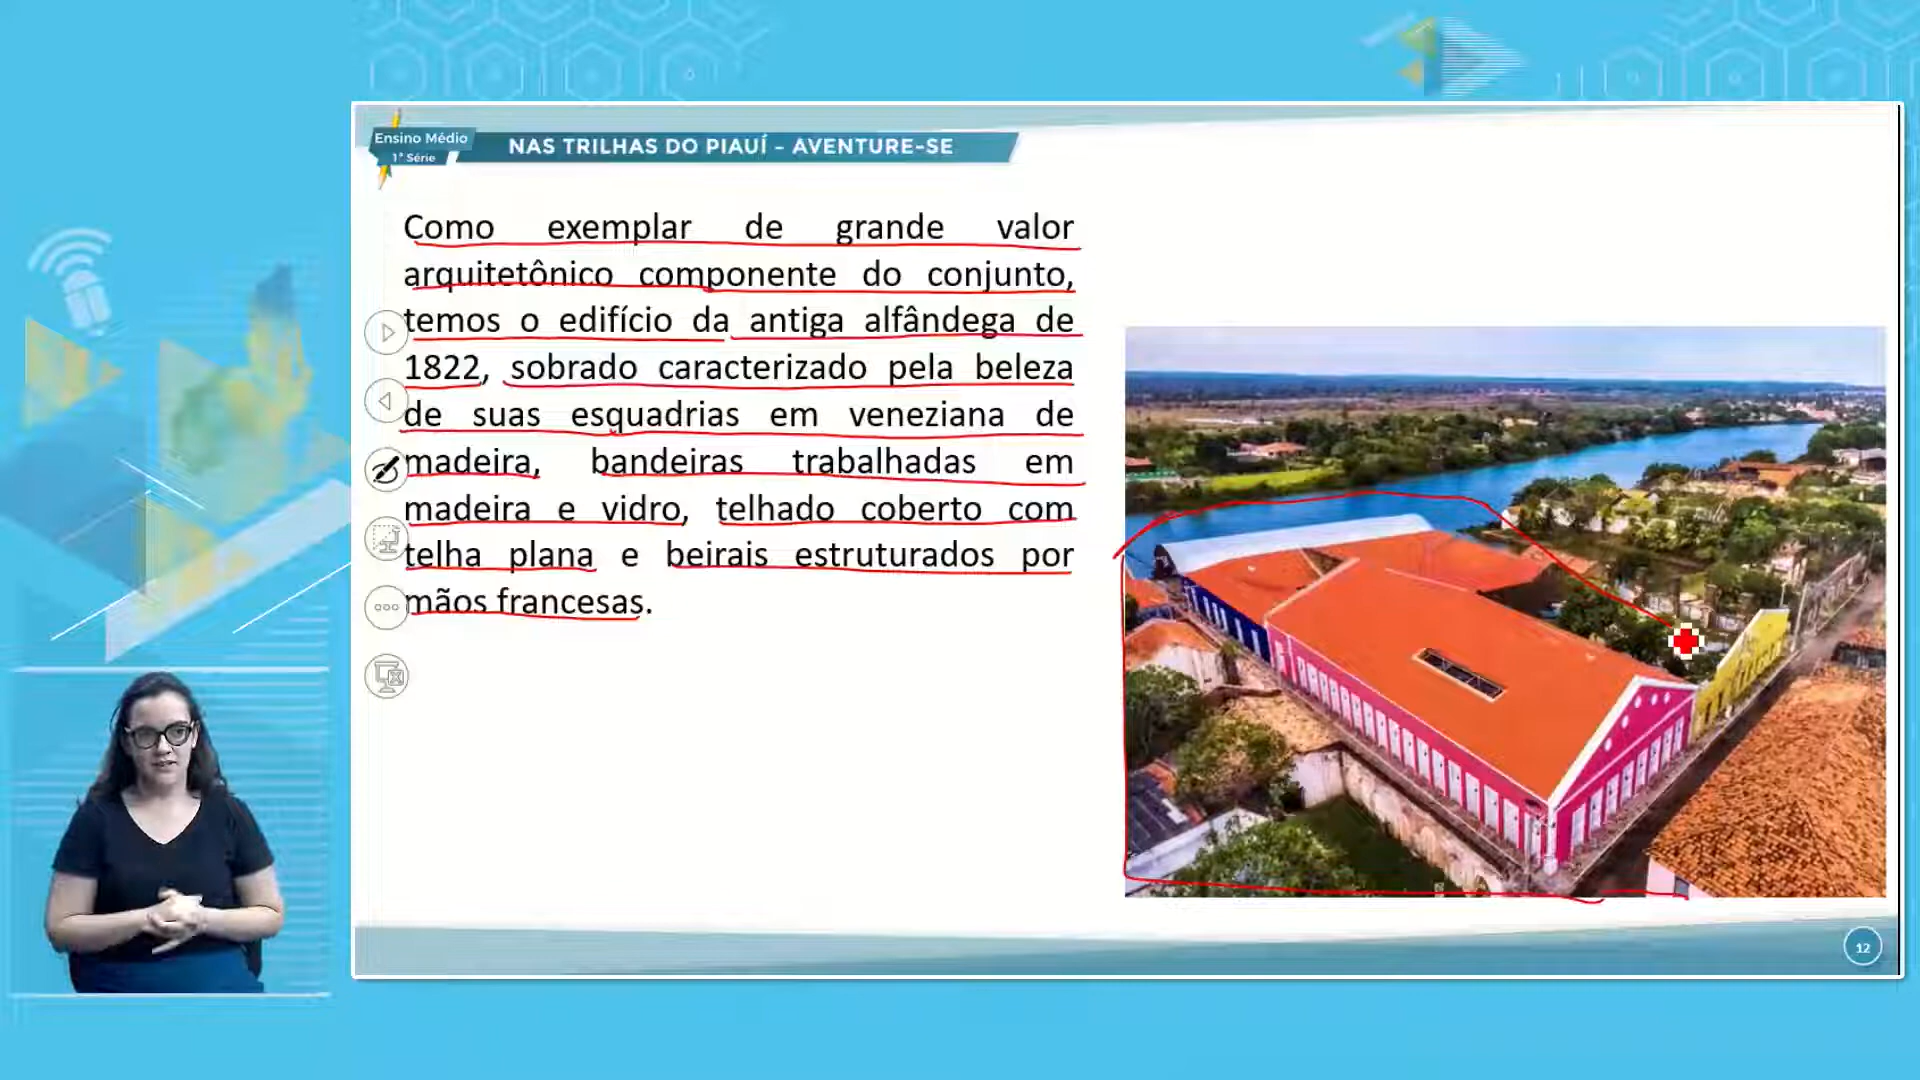 Ensino Médio
1ª Série
NAS TRILHAS DO PIAUÍ - AVENTURE-SE
Como exemplar de grande valor
arquitetônico componente do conjunto,
temos o edifício da antiga alfândega de
1822, sobrado caracterizado pela beleza
de suas esquadrias em veneziana de
madeira, bandeiras trabalhadas em
madeira e vidro, telhado coberto com
telha plana e beirais estruturados por
mãos francesas.
12